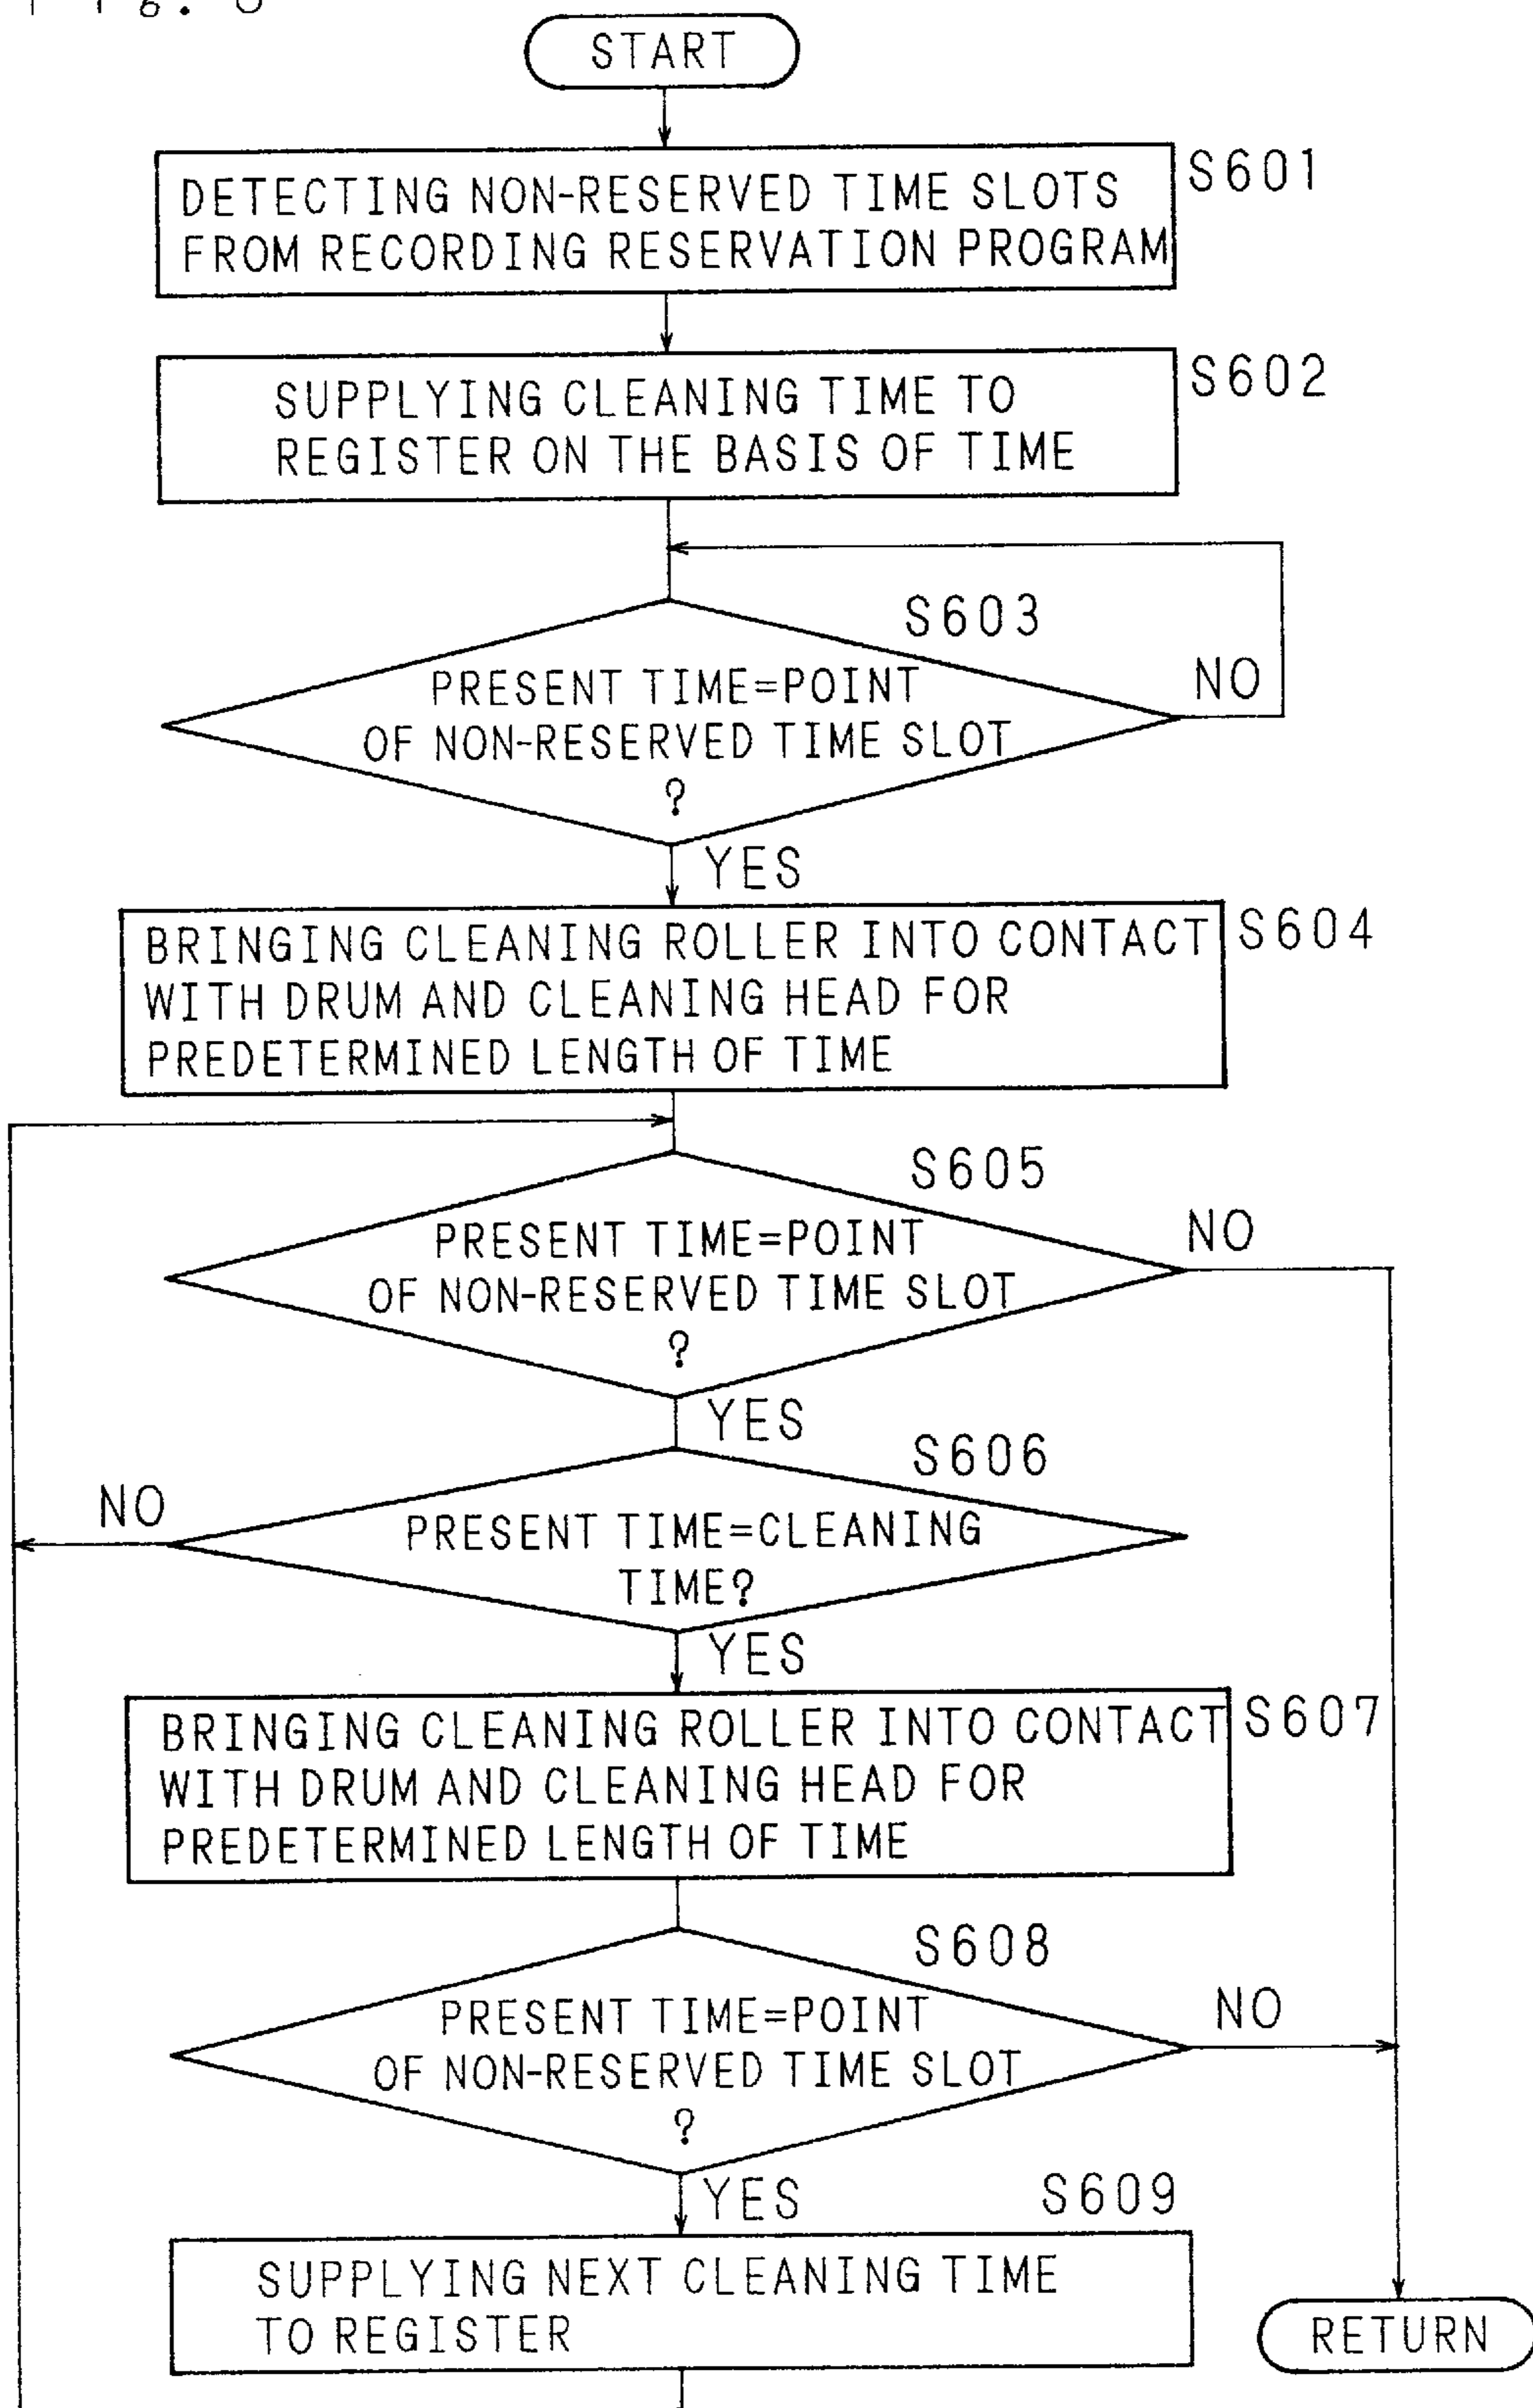 START
DETECTING NON-RESERVED TIME SLOTS
FROM RECORDING RESERVATION PROGRAM
S601
SUPPLYING CLEANING TIME TO
REGISTER ON THE BASIS OF TIME
S602
S603
PRESENT TIME=POINT
OF NON-RESERVED TIME SLOT
?
NO
YES
BRINGING CLEANING ROLLER INTO CONTACT
WITH DRUM AND CLEANING HEAD FOR
PREDETERMINED LENGTH OF TIME
S604
S605
PRESENT TIME=POINT
OF NON-RESERVED TIME SLOT
?
NO
YES
S606
NO
PRESENT TIME=CLEANING
TIME?
YES
BRINGING CLEANING ROLLER INTO CONTACT
WITH DRUM AND CLEANING HEAD FOR
PREDETERMINED LENGTH OF TIME
S607
S608
PRESENT TIME=POINT
OF NON-RESERVED TIME SLOT
?
NO
YES
S609
SUPPLYING NEXT CLEANING TIME
TO REGISTER
RETURN